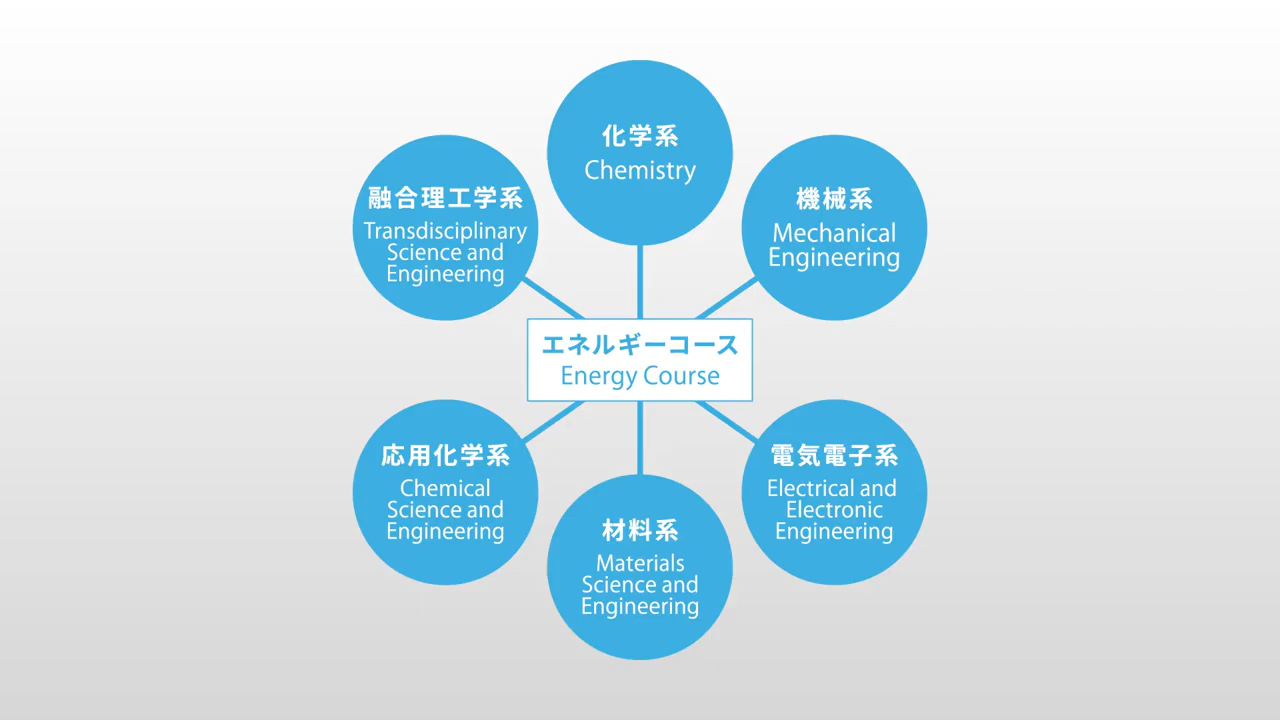 化学系
Chemistry
融合理工学系
Transdisciplinary
Science and
Engineering
機械系
Mechanical
Engineering
エネルギーコース
Energy Course
応用化学系
Chemical
Science and
Engineering
電気電子系
Electrical and
Electronic
Engineering
材料系
Materials
Science and
Engineering